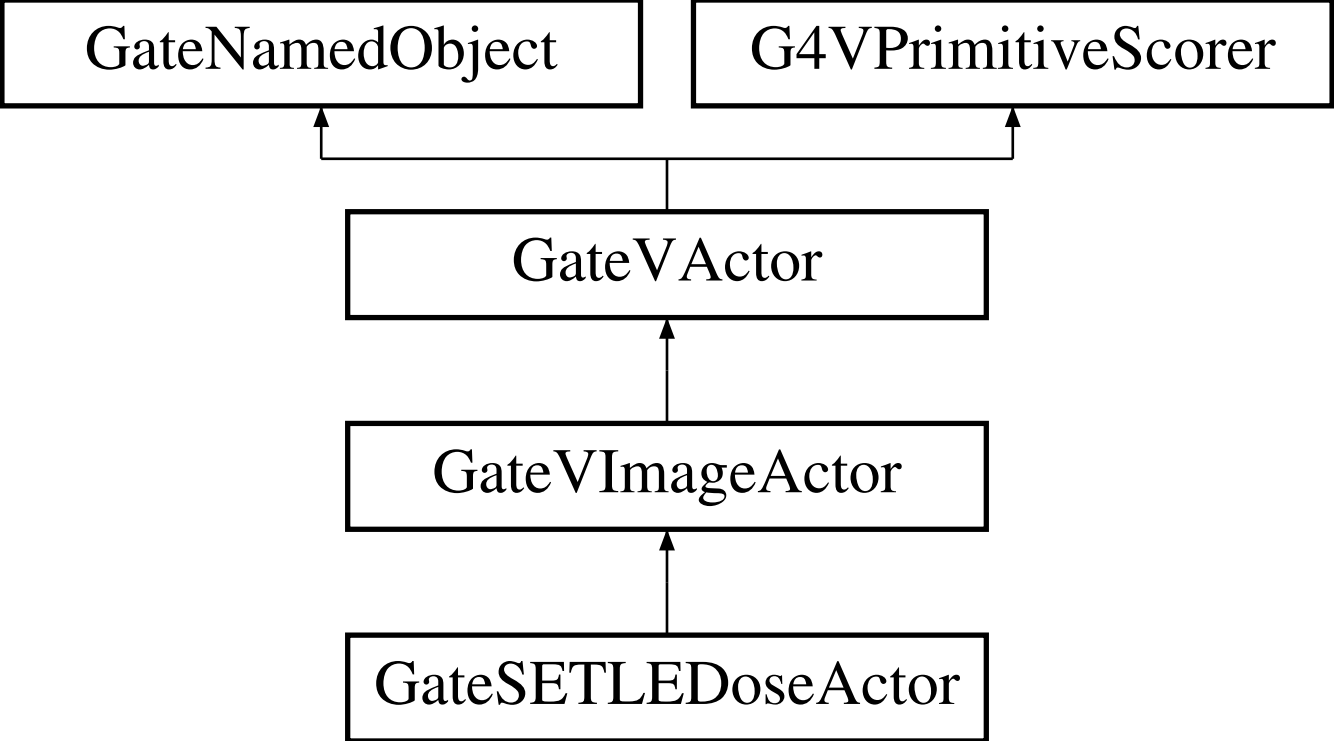 GateNamedObject
G4VPrimitiveScorer
GateVActor
GateVImageActor
GateSETLEDoseActor